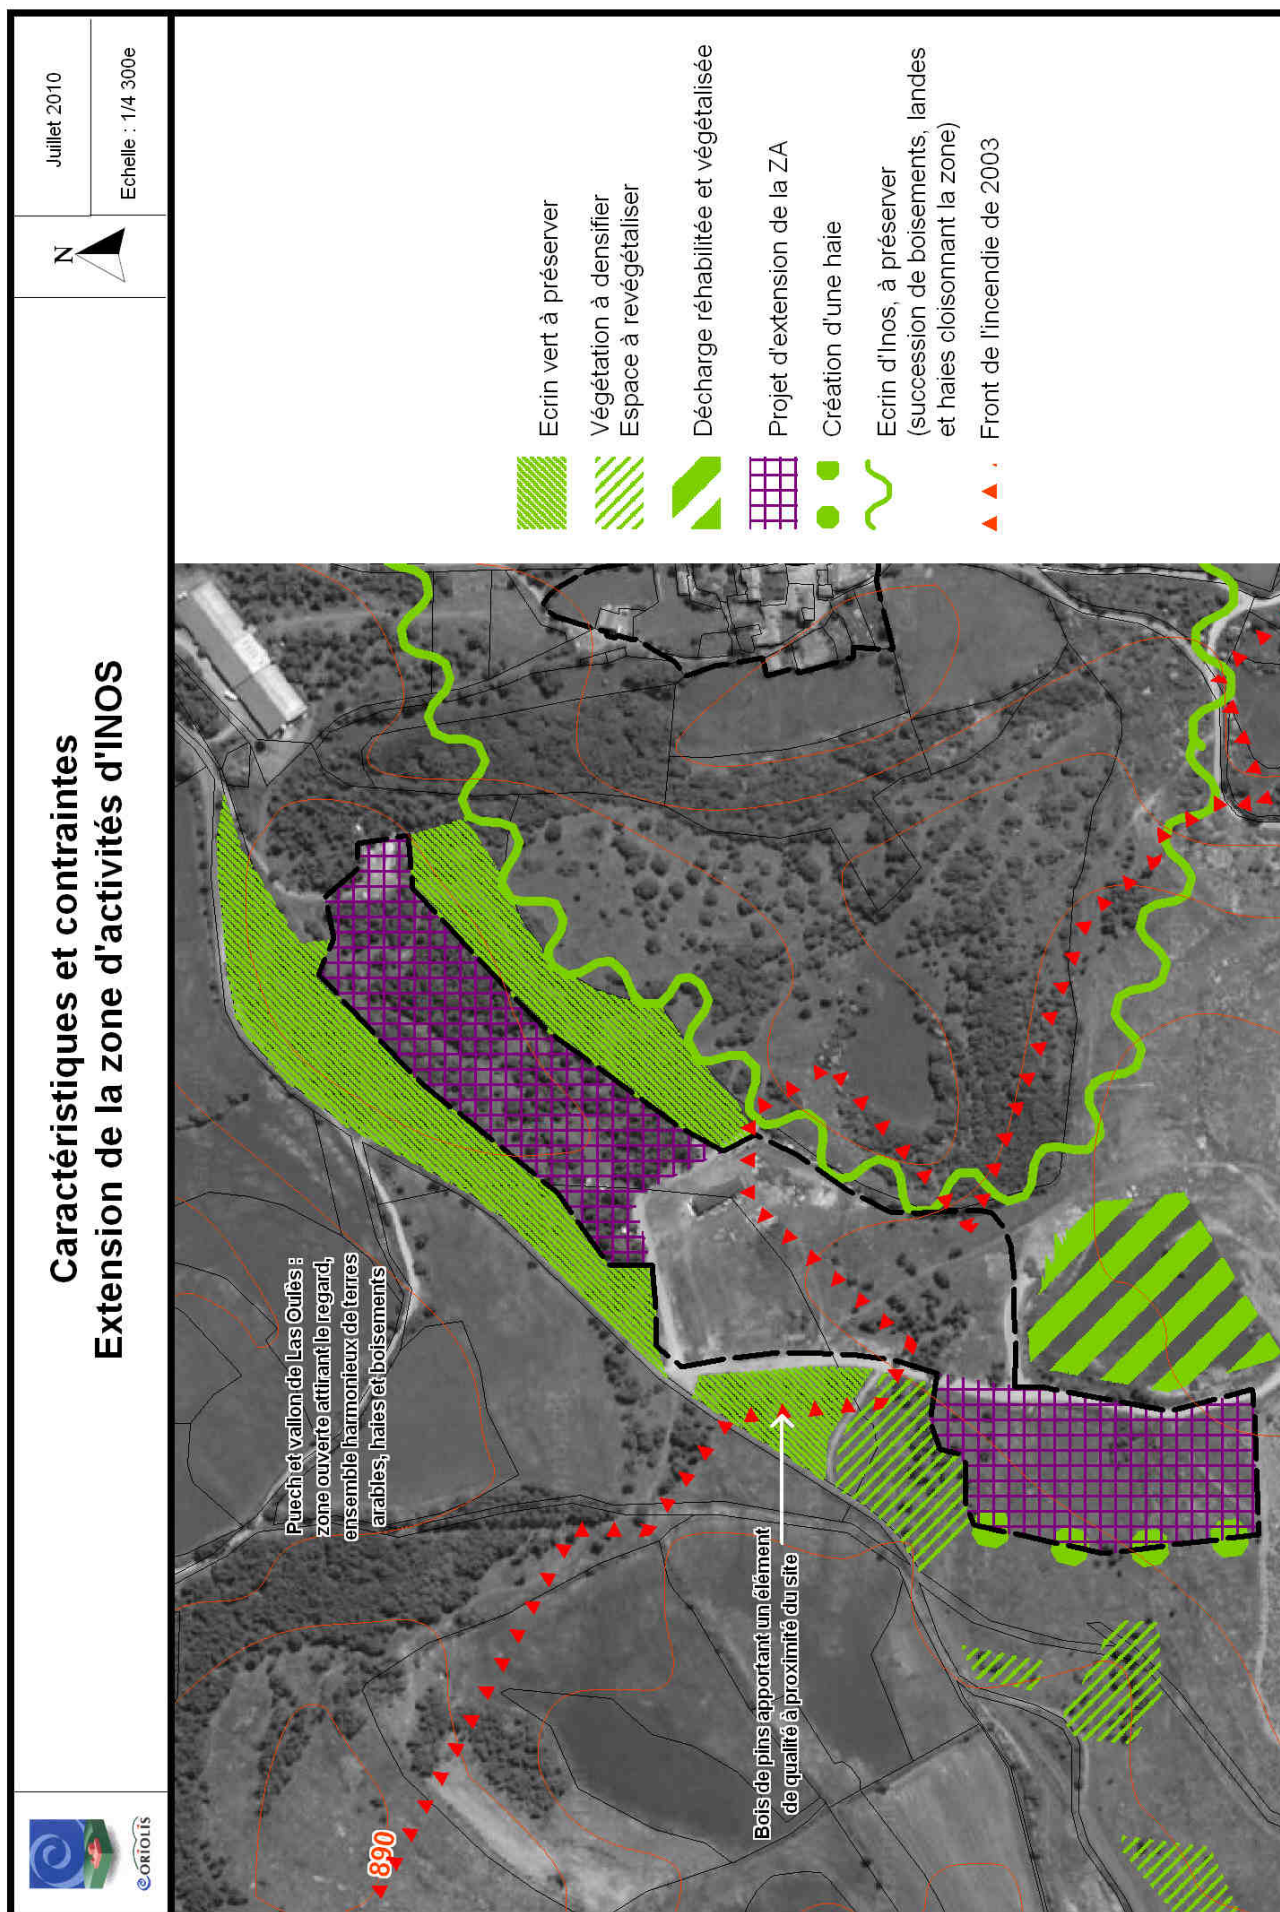 Caractéristiques et contraintes
Extension de la zone d'activités d'INOS
N
Juillet 2010
Echelle : 1/4 300e
CORIOLIS
Puech et vallon de Las Oulès :
zone ouverte attirant le regard,
ensemble harmonieux de terres
arables, haies et boisements
890
Bois de pins apportant un élément
de qualité à proximité du site
Ecrin vert à préserver
Végétation à densifier
Espace à revégétaliser
Décharge réhabilitée et végétalisée
Projet d'extension de la ZA
Création d'une haie
Ecrin d'Inos, à préserver
(succession de boisements, landes
et haies cloisonnant la zone)
Front de l'incendie de 2003